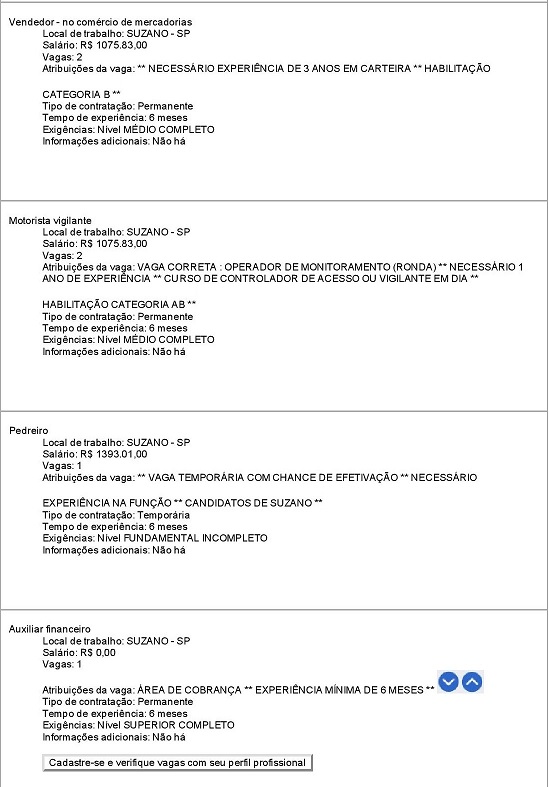 Vendedor - no comércio de mercadorias
Local de trabalho: SUZANO - SP
Salário: R$ 1075.83,00
Vagas: 2
Atribuições da vaga: ** NECESSÁRIO EXPERIÊNCIA DE 3 ANOS EM CARTEIRA ** HABILITAÇÃO
CATEGORIA B **
Tipo de contratação: Permanente
Tempo de experiência: 6 meses
Exigências: Nível MÉDIO COMPLETO
Informações adicionais: Não há
Motorista vigilante
Local de trabalho: SUZANO - SP
Salário: R$ 1075.83,00
Vagas: 2
Atribuições da vaga: VAGA CORRETA : OPERADOR DE MONITORAMENTO (RONDA) ** NECESSÁRIO 1
ANO DE EXPERIÊNCIA ** CURSO DE CONTROLADOR DE ACESSO OU VIGILANTE EM DIA **
HABILITAÇÃO CATEGORIA AB **
Tipo de contratação: Permanente
Tempo de experiência: 6 meses
Exigências: Nível MÉDIO COMPLETO
Informações adicionais: Não há
Pedreiro
Local de trabalho: SUZANO - SP
Salário: R$ 1393.01,00
Vagas: 1
Atribuições da vaga: ** VAGA TEMPORÁRIA COM CHANCE DE EFETIVAÇÃO ** NECESSÁRIO
EXPERIÊNCIA NA FUNÇÃO ** CANDIDATOS DE SUZANO **
Tipo de contratação: Temporária
Tempo de experiência: 6 meses
Exigências: Nível FUNDAMENTAL INCOMPLETO
Informações adicionais: Não há
Auxiliar financeiro
Local de trabalho: SUZANO - SP
Salário: R$ 0,00
Vagas: 1
Atribuições da vaga: ÁREA DE COBRANÇA ** EXPERIÊNCIA MÍNIMA DE 6 MESES **
Tipo de contratação: Permanente
Tempo de experiência: 6 meses
Exigências: Nível SUPERIOR COMPLETO
Informações adicionais: Não há
Cadastre-se e verifique vagas com seu perfil profissional